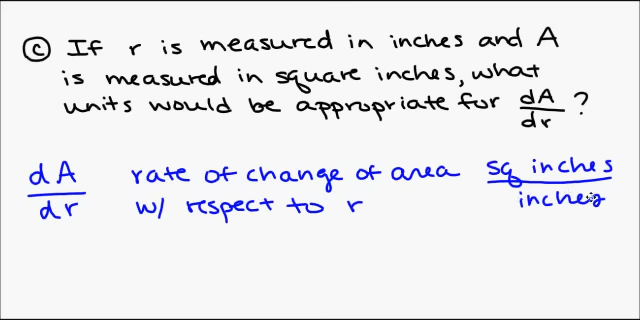 ⓒ If r is measured in inches and A
is measured in square inches, what
units would be appropriate for dA/dr ?
dA/dr rate of change of area sq inches/inches
w/ respect to r